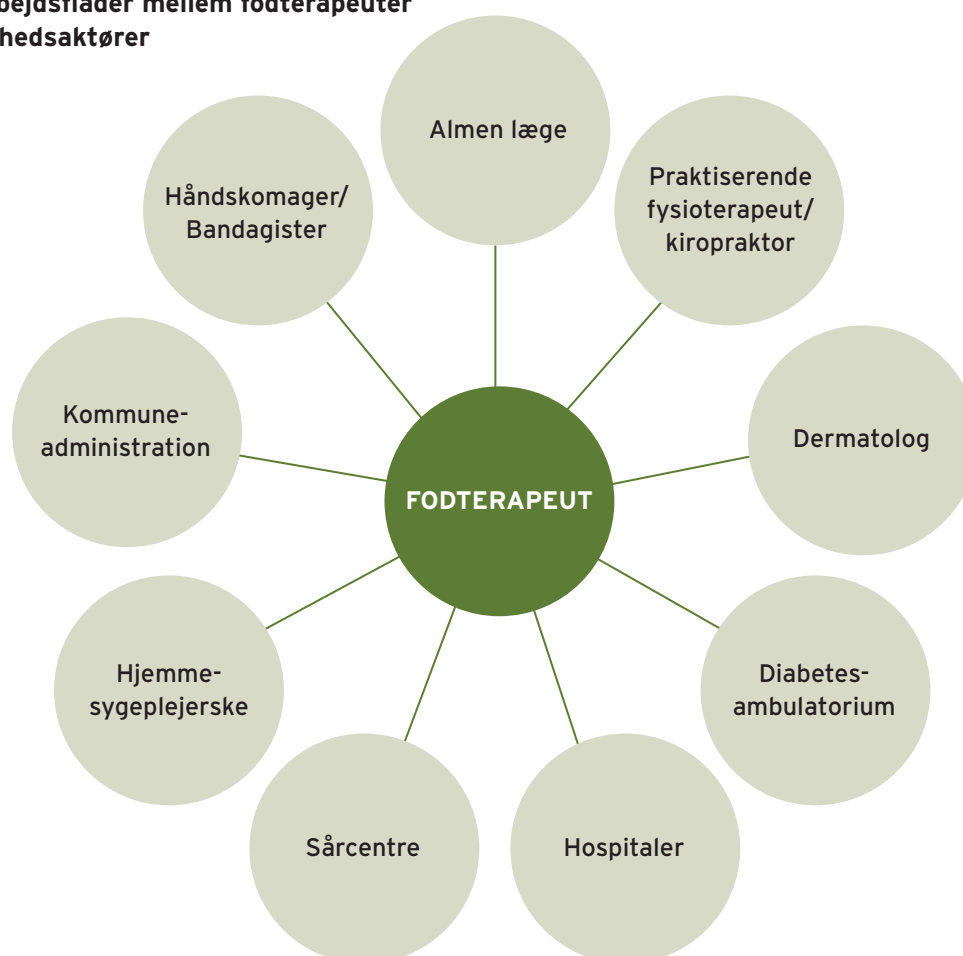 bejdsflader mellem fodterapeuter
hedsaktører
Almen læge
Praktiserende
fysioterapeut/
kiropraktor
Håndskomager/
Bandagister
Kommune-
administration
Dermatolog
FODTERAPEUT
Hjemme-
sygeplejerske
Diabetes-
ambulatorium
Sårcentre
Hospitaler